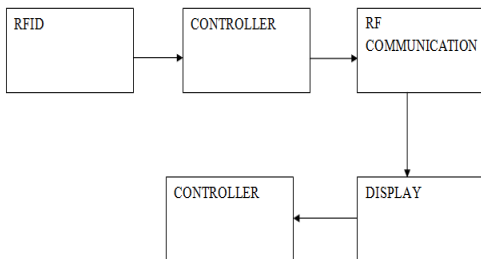 RFID
CONTROLLER
RF
COMMUNICATION
CONTROLLER
DISPLAY